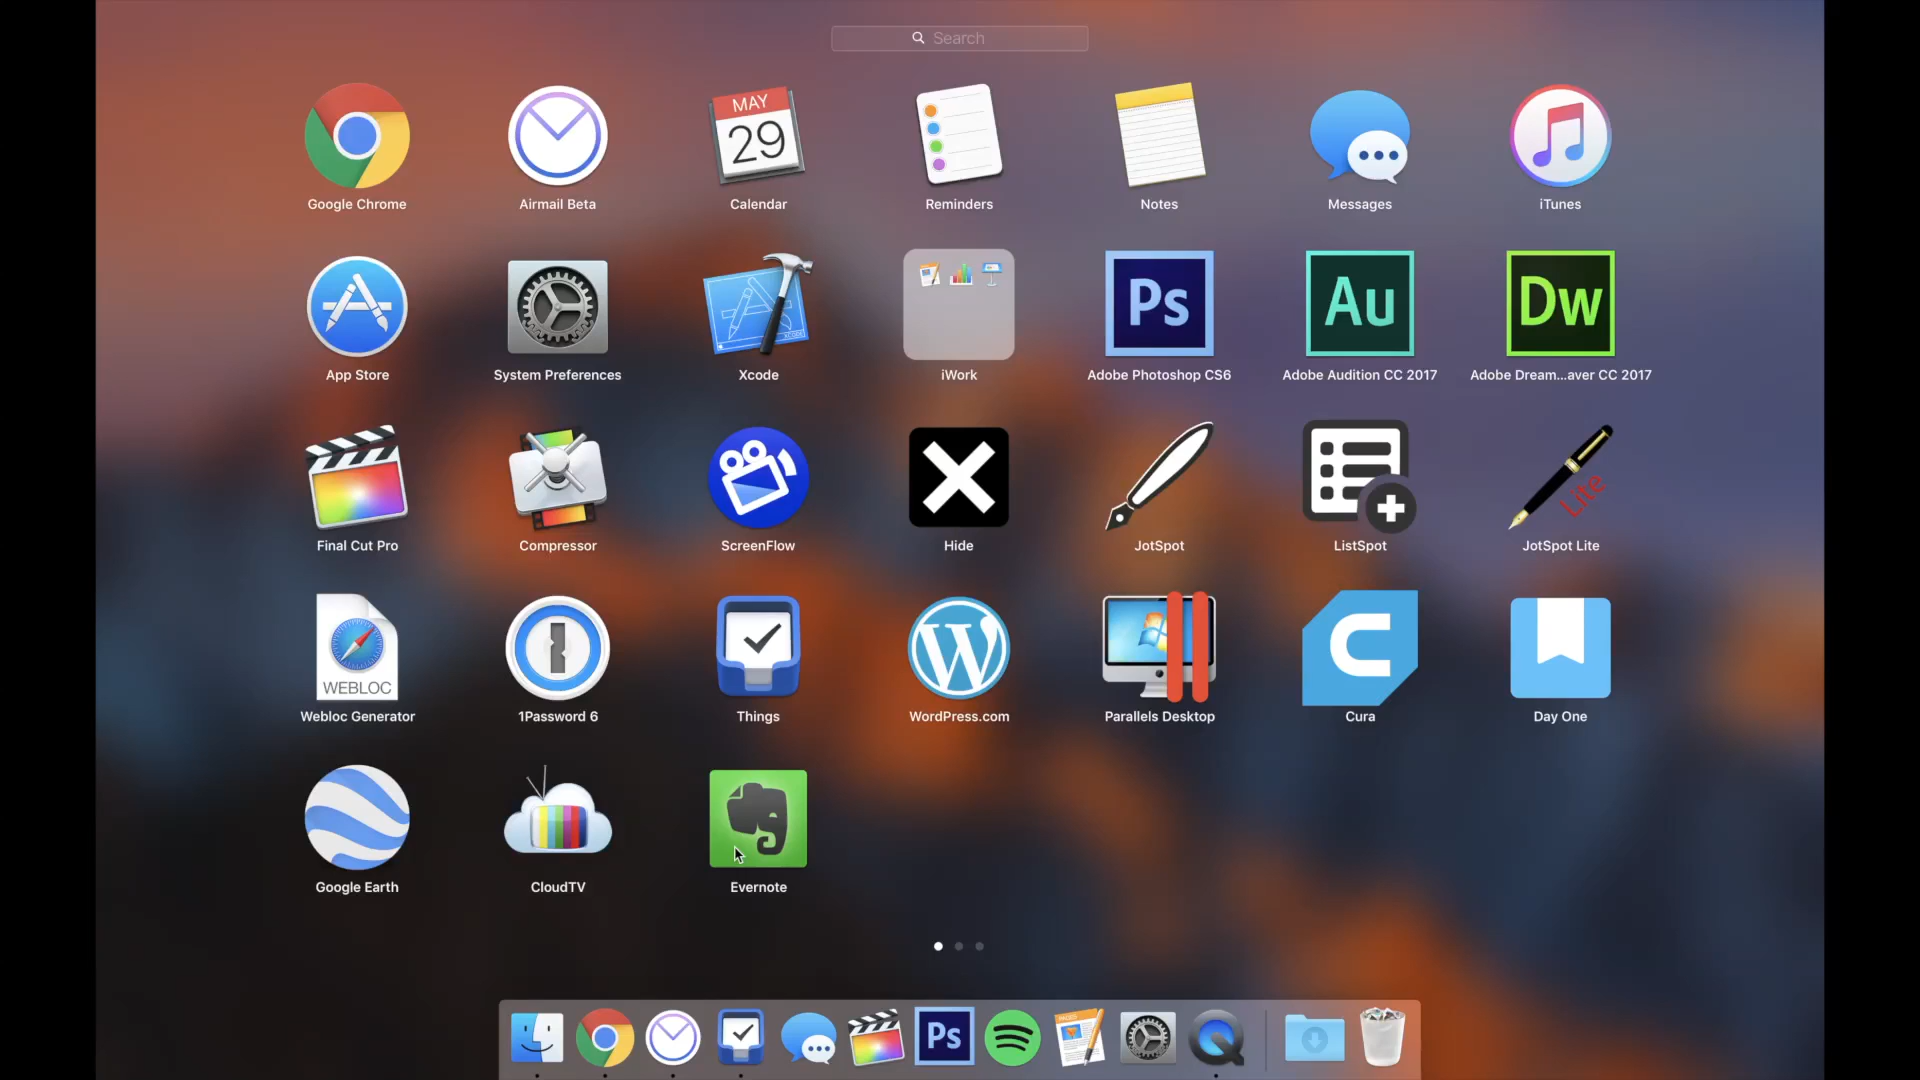 Search
MAY
29
Google Chrome
Airmail Beta
Calendar
Reminders
Notes
Messages
iTunes
Ps
Au
Dw
XCODE
App Store
System Preferences
Xcode
iWork
Adobe Photoshop CS6
Adobe Audition CC 2017
Adobe Dream...aver CC 2017
Lite
Final Cut Pro
Compressor
ScreenFlow
Hide
JotSpot
ListSpot
JotSpot Lite
WEBLOC
Webloc Generator
1Password 6
Things
WordPress.com
Parallels Desktop
Cura
Day One
Google Earth
CloudTV
Evernote
Ps
PAGES